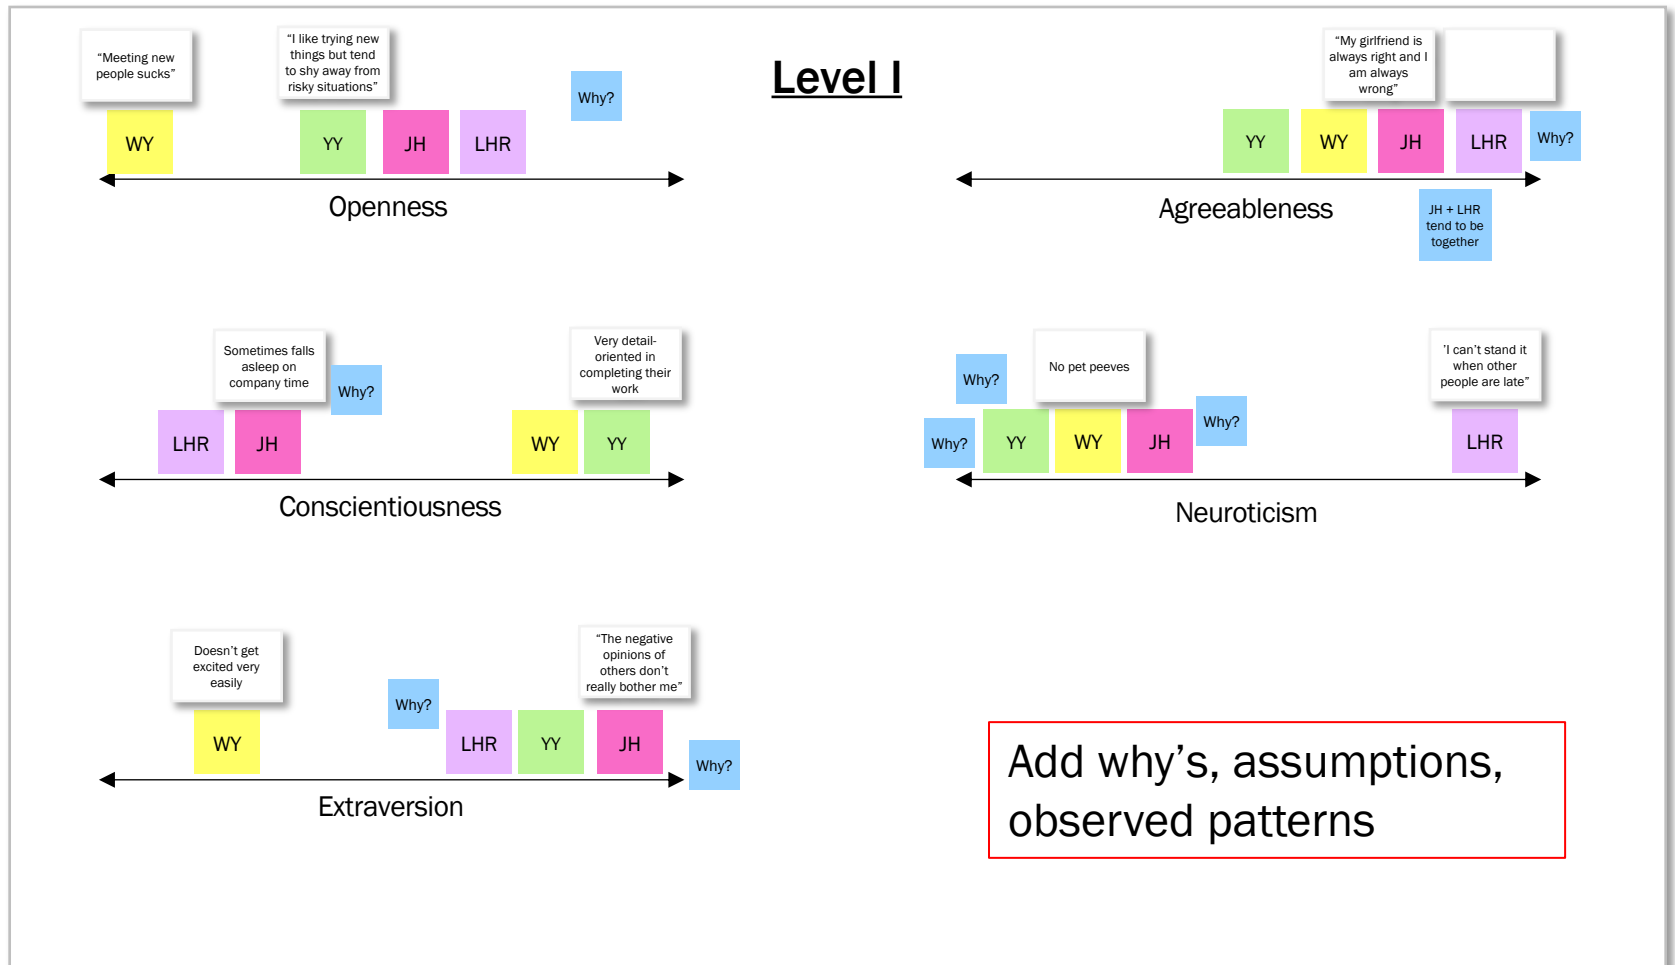 Level I
“Meeting new
people sucks”
“I like trying new
things but tend
to shy away from
risky situations”
Why?
WY
YY
JH
LHR
Openness
“My girlfriend is
always right and I
am always
wrong”
YY
WY
JH
LHR
Why?
Agreeableness
JH + LHR
tend to be
together
Sometimes falls
asleep on
company time
Why?
Very detail-
oriented in
completing their
work
LHR
JH
WY
YY
Conscientiousness
Why?
No pet peeves
'I can’t stand it
when other
people are late”
Why?
Why?
YY
WY
JH
LHR
Neuroticism
Doesn’t get
excited very
easily
“The negative
opinions of
others don’t
really bother me”
Why?
WY
LHR
YY
JH
Why?
Extraversion
Add why’s, assumptions,
observed patterns